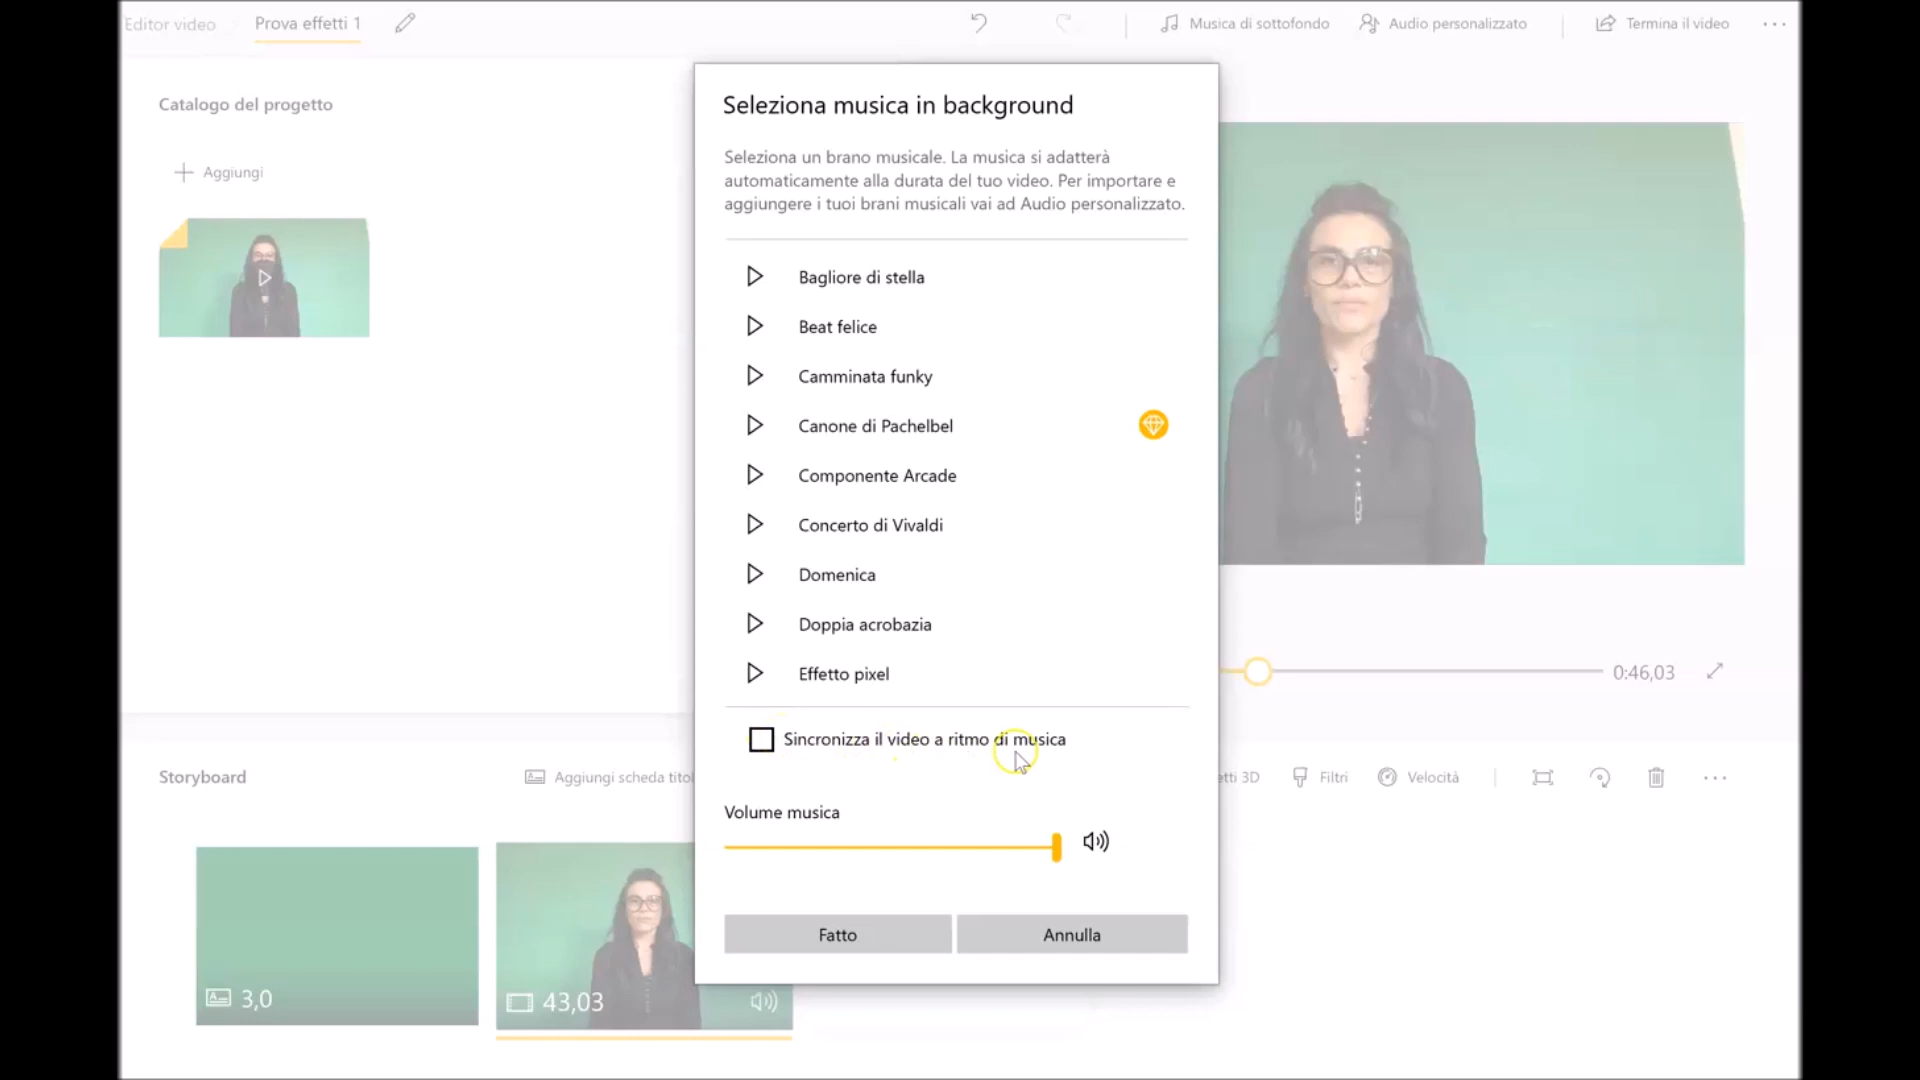 Editor video
Prova effetti 1
Musica di sottofondo
Audio personalizzato
Termina il video
Catalogo del progetto
Aggiungi
Seleziona musica in background
Seleziona un brano musicale. La musica si adatterà
automaticamente alla durata del tuo video. Per importare e
aggiungere i tuoi brani musicali vai ad Audio personalizzato.
Bagliore di stella
Beat felice
Camminata funky
Canone di Pachelbel
Componente Arcade
Concerto di Vivaldi
Domenica
Doppia acrobazia
Effetto pixel
0:46,03
Sincronizza il video a ritmo di musica
Storyboard
Aggiungi scheda titol
etti 3D
Filtri
Velocità
Volume musica
Fatto
Annulla
3,0
43,03